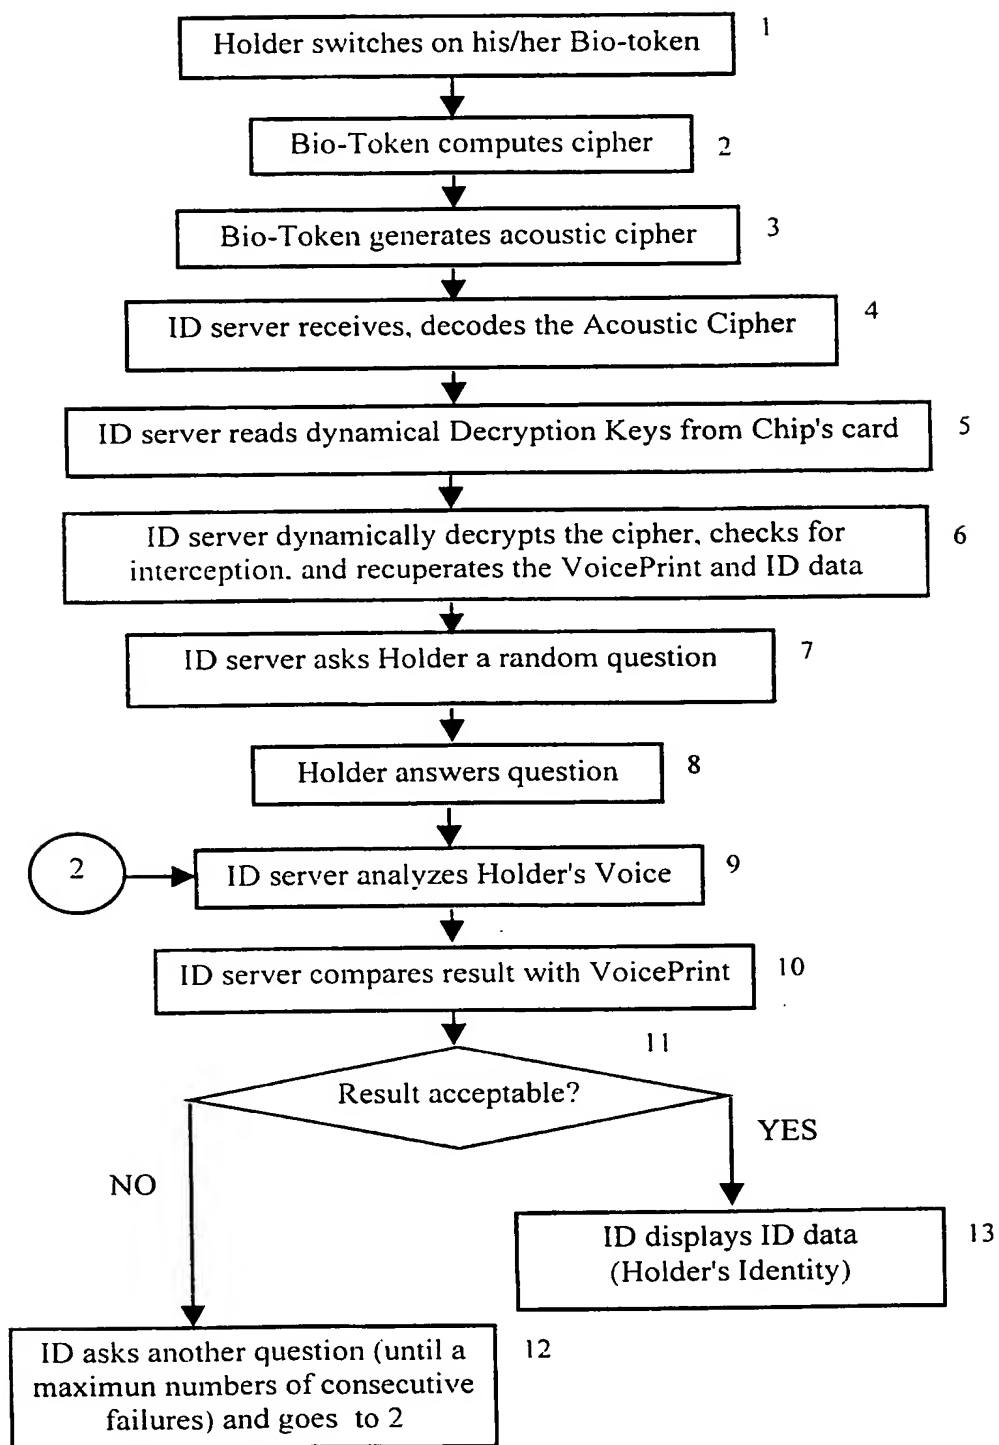 Holder switches on his/her Bio-token
1
Bio-Token computes cipher
2
Bio-Token generates acoustic cipher
3
ID server receives, decodes the Acoustic Cipher
4
ID server reads dynamical Decryption Keys from Chip's card
5
ID server dynamically decrypts the cipher, checks for
interception. and recuperates the VoicePrint and ID data
6
ID server asks Holder a random question
7
Holder answers question
8
2
ID server analyzes Holder's Voice
9
ID server compares result with VoicePrint
10
11
Result acceptable?
YES
NO
ID displays ID data
(Holder's Identity)
13
ID asks another question (until a
maximun numbers of consecutive
failures) and goes to 2
12